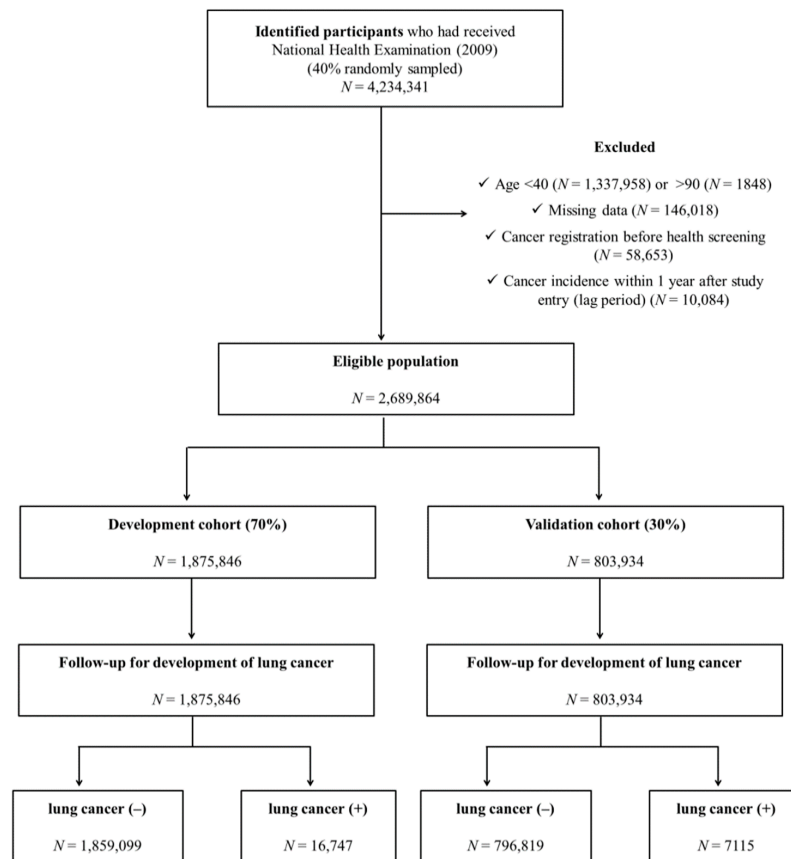 Identified participants who had received
National Health Examination (2009)
(40% randomly sampled)
N = 4,234,341
Excluded
✓ Age <40 (N = 1,337,958) or >90 (N = 1848)
✓ Missing data (N = 146,018)
✓ Cancer registration before health screening
(N = 58,653)
✓ Cancer incidence within 1 year after study
entry (lag period) (N = 10,084)
Eligible population
N = 2,689,864
Development cohort (70%)
N = 1,875,846
Validation cohort (30%)
N = 803,934
Follow-up for development of lung cancer
N = 1,875,846
Follow-up for development of lung cancer
N = 803,934
lung cancer (–)
N = 1,859,099
lung cancer (+)
N = 16,747
lung cancer (–)
N = 796,819
lung cancer (+)
N = 7115